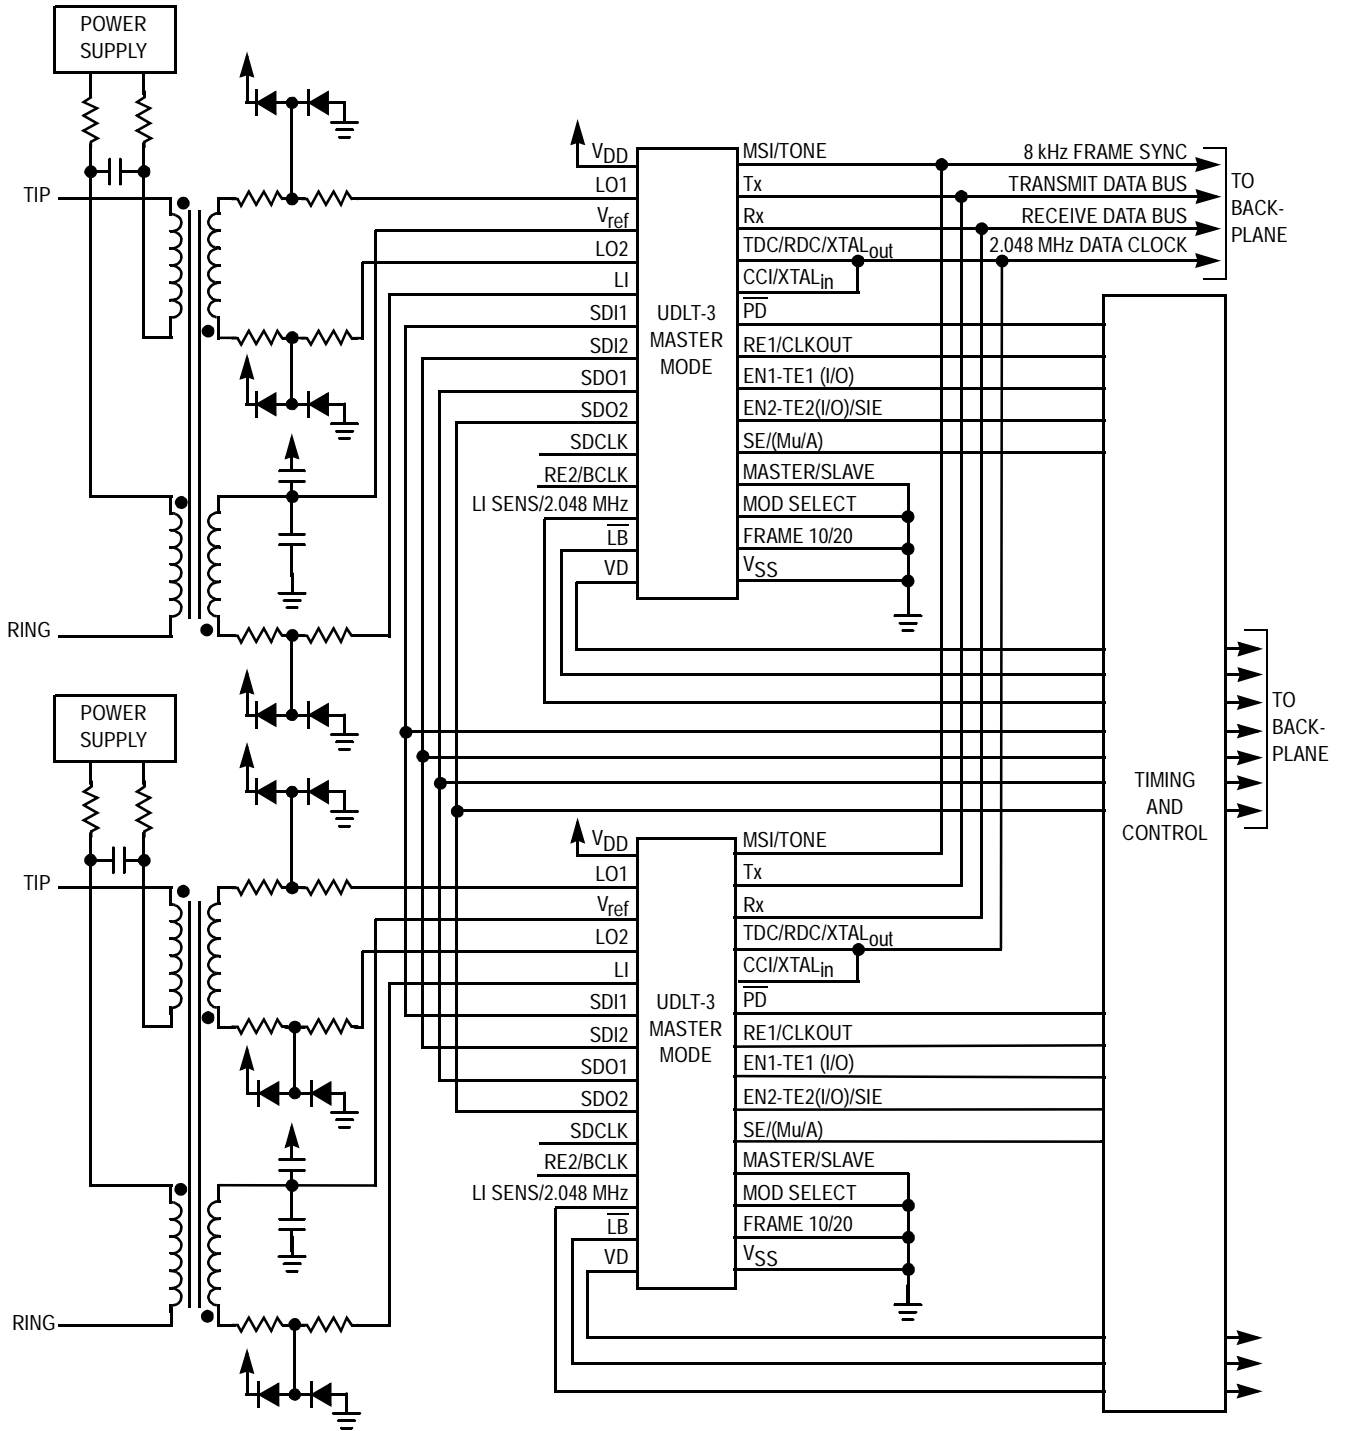 POWER
SUPPLY
TIP
RING
VDD
LO1
Vref
LO2
LI
SDI1
SDI2
SDO1
SDO2
SDCLK
RE2/BCLK
LI SENS/2.048 MHz
LB
VD
UDLT-3
MASTER
MODE
MSI/TONE
Tx
Rx
TDC/RDC/XTALout
CCI/XTALin
PD
RE1/CLKOUT
EN1-TE1 (I/O)
EN2-TE2(I/O)/SIE
SE/(Mu/A)
MASTER/SLAVE
MOD SELECT
FRAME 10/20
VSS
8 kHz FRAME SYNC
TRANSMIT DATA BUS
RECEIVE DATA BUS
2.048 MHz DATA CLOCK
TO
BACK-
PLANE
TO
BACK-
PLANE
TIMING
AND
CONTROL
POWER
SUPPLY
TIP
RING
VDD
LO1
Vref
LO2
LI
SDI1
SDI2
SDO1
SDO2
SDCLK
RE2/BCLK
LI SENS/2.048 MHz
LB
VD
UDLT-3
MASTER
MODE
MSI/TONE
Tx
Rx
TDC/RDC/XTALout
CCI/XTALin
PD
RE1/CLKOUT
EN1-TE1 (I/O)
EN2-TE2(I/O)/SIE
SE/(Mu/A)
MASTER/SLAVE
MOD SELECT
FRAME 10/20
VSS